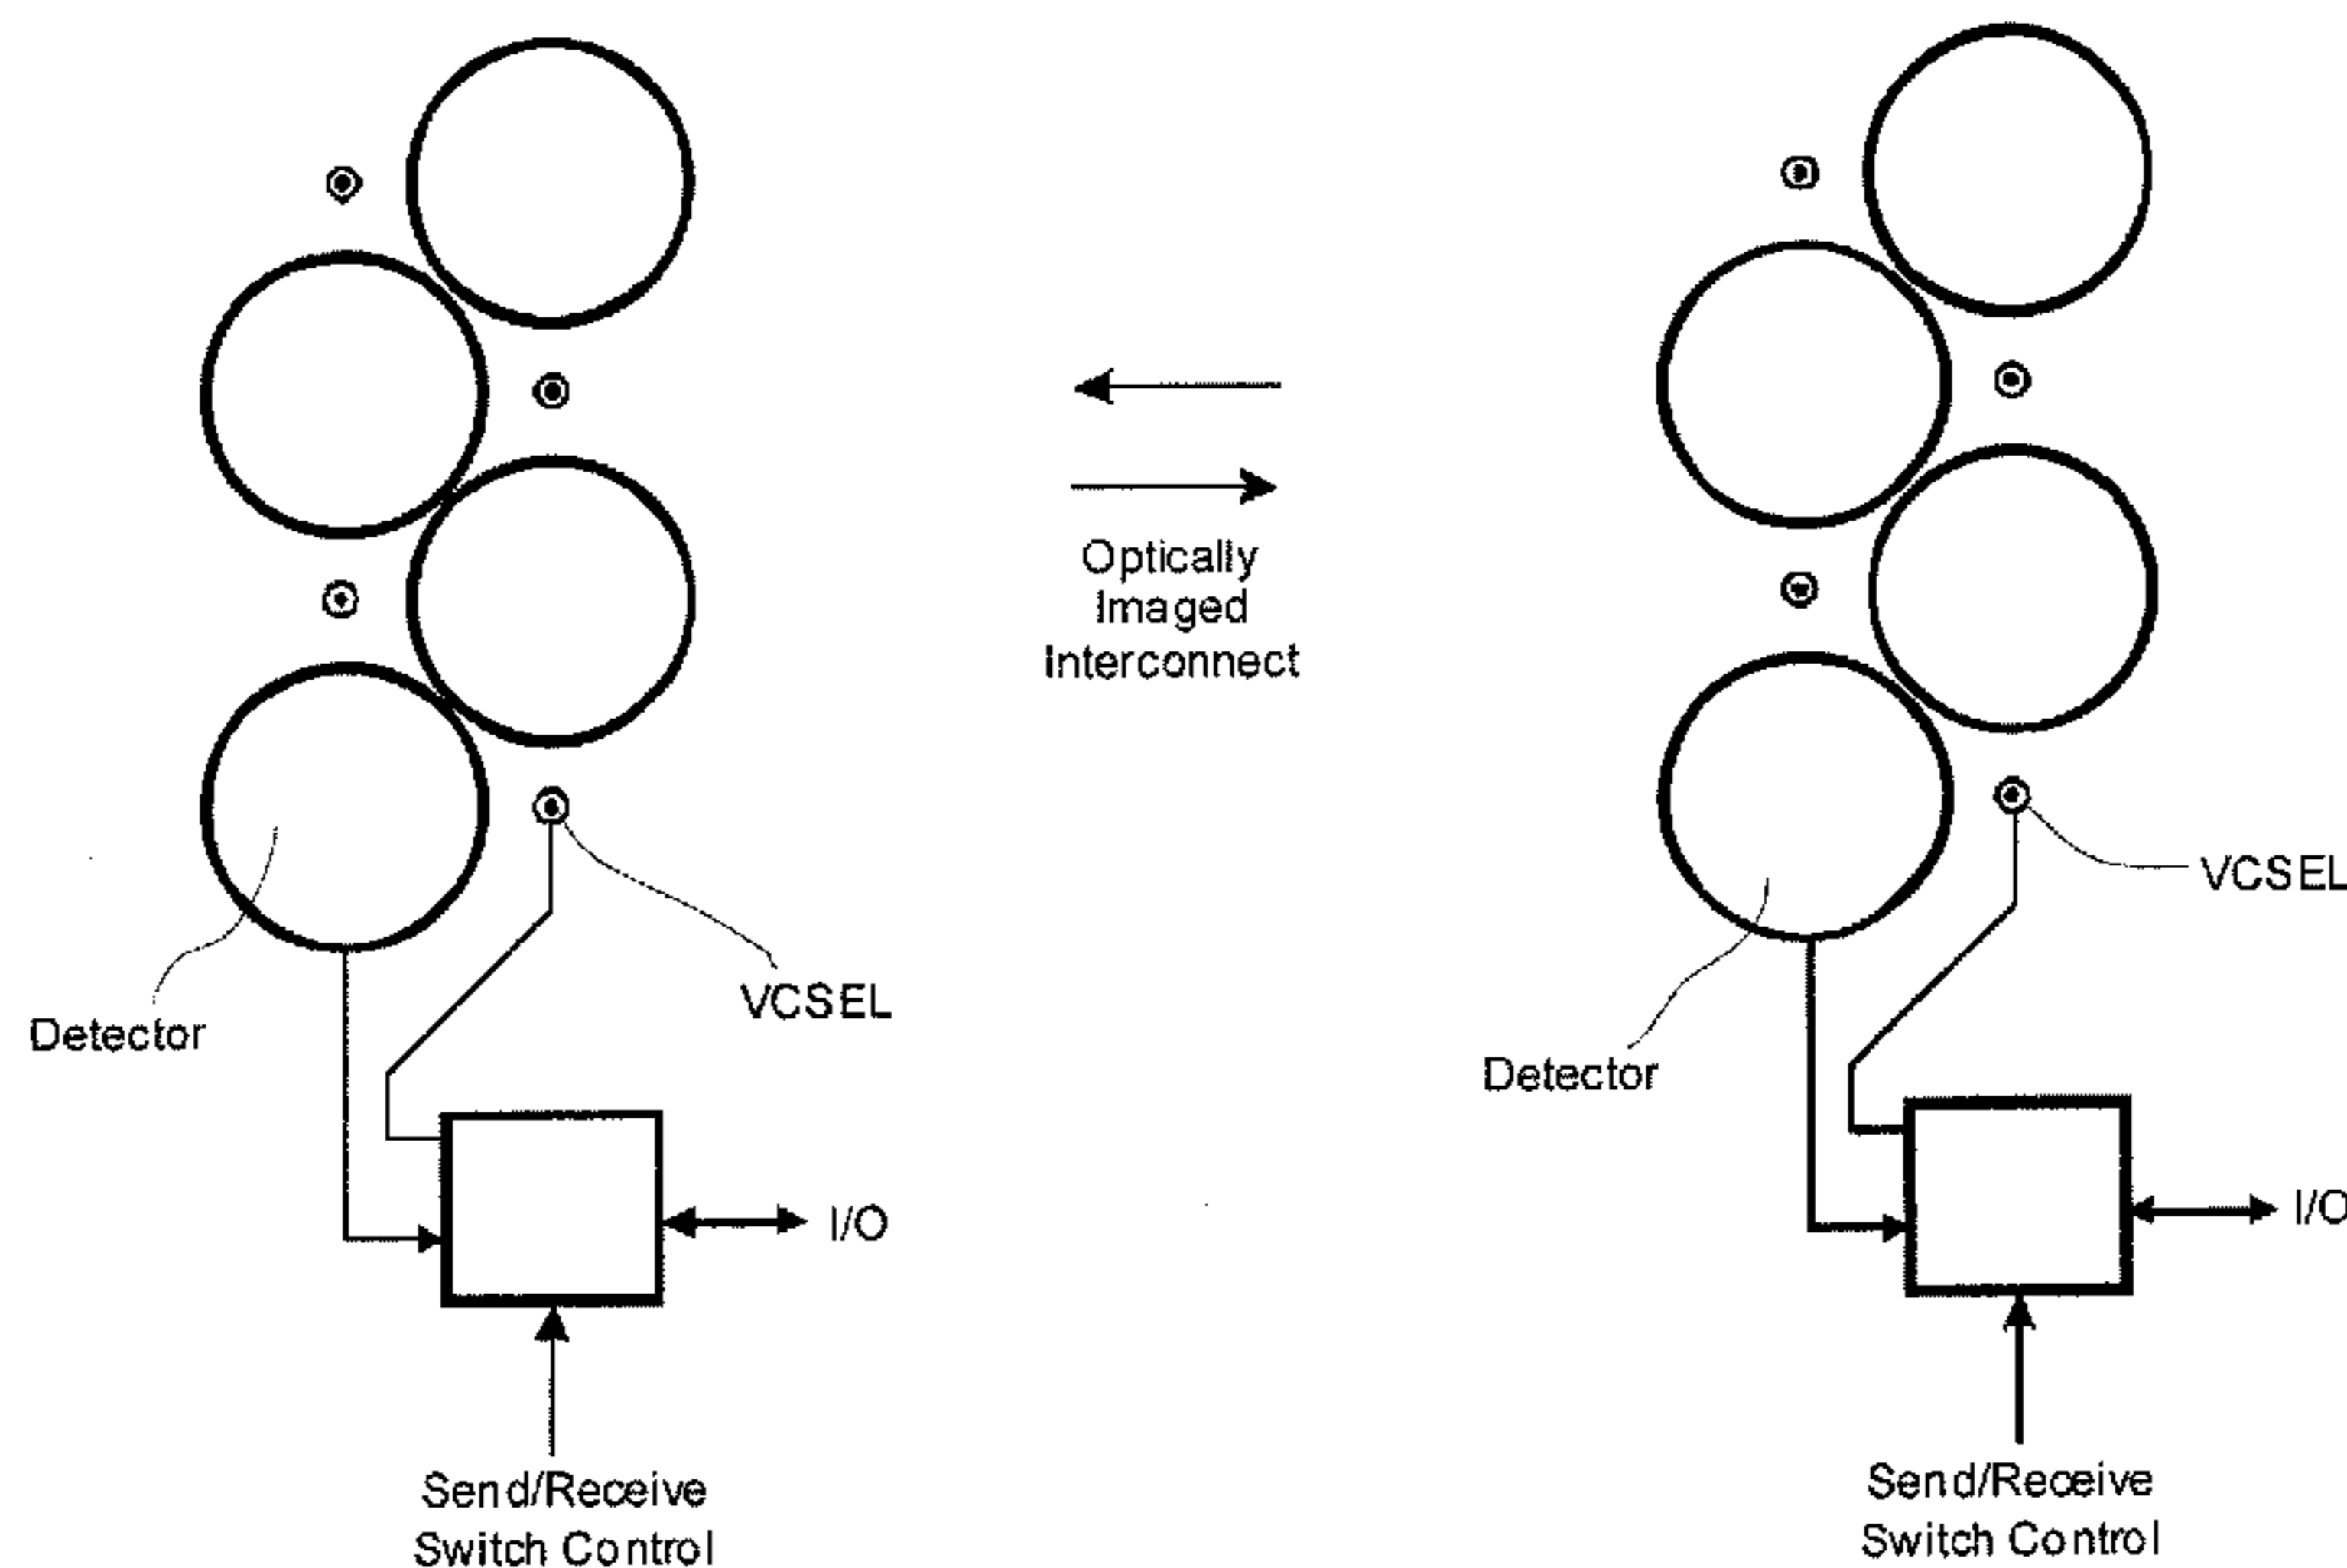 Optically
Imaged
Interconnect
VCSEL
VCSEL
Detector
Detector
I/O
I/O
Send/Receive
Switch Control
Send/Receive
Switch Control